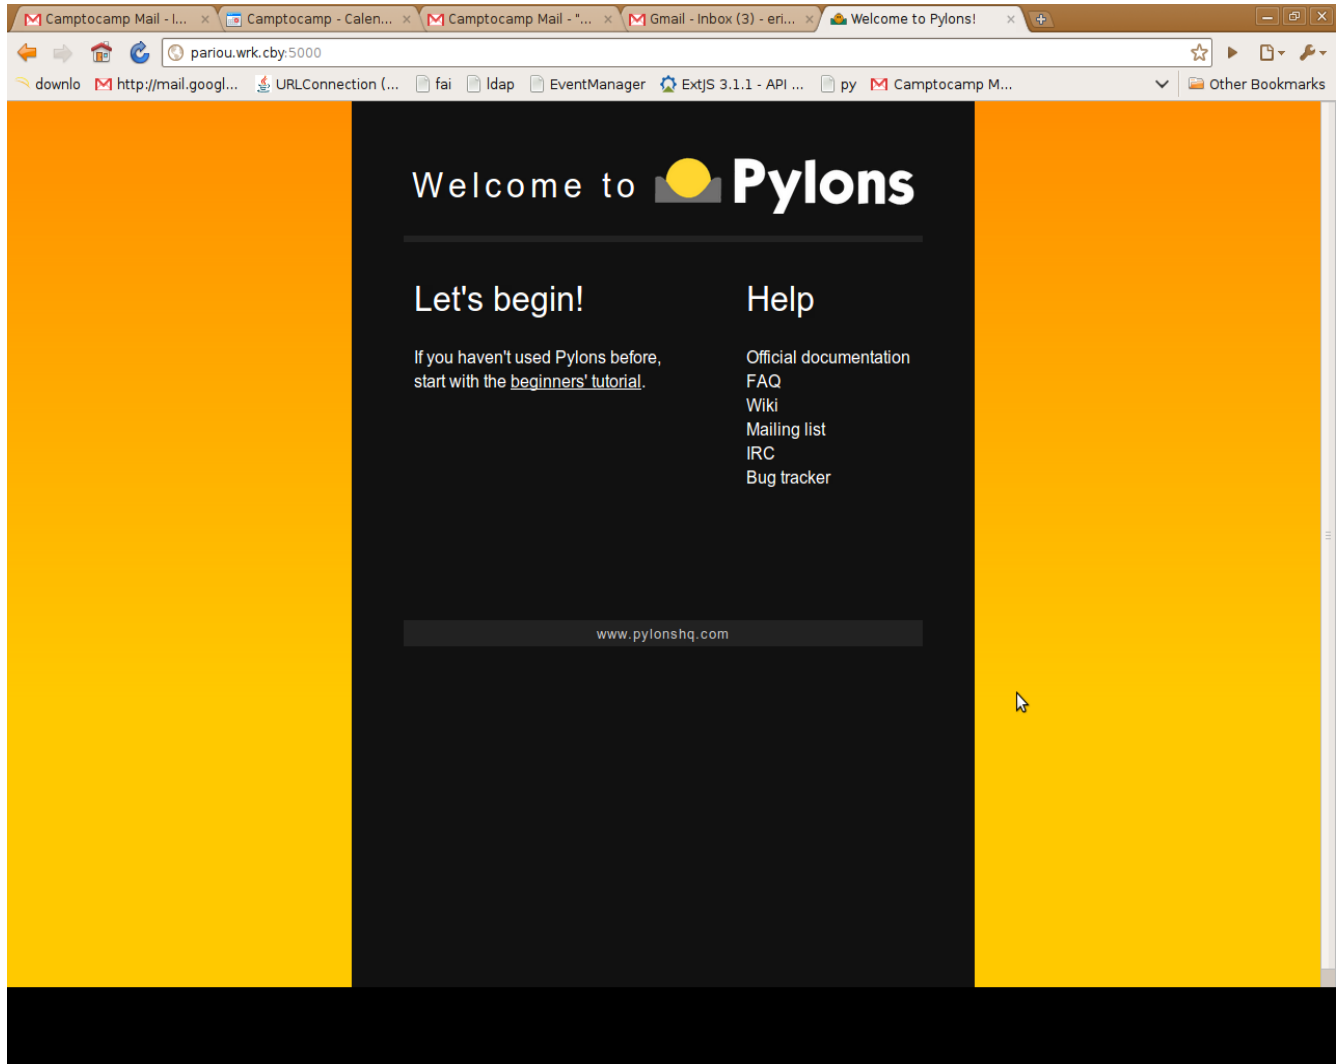 Camptocamp Mail - I... Camptocamp - Calen... Camptocamp Mail - "... Gmail - Inbox (3) - eri... Welcome to Pylons!
pariou.wrk.cby:5000
downlo http://mail.googl... URLConnection (... fai ldap EventManager ExtJS 3.1.1 - API ... py Camptocamp M... Other Bookmarks
Welcome to Pylons
Let's begin!
If you haven't used Pylons before,
start with the beginners' tutorial.
Help
Official documentation
FAQ
Wiki
Mailing list
IRC
Bug tracker
www.pylonshq.com